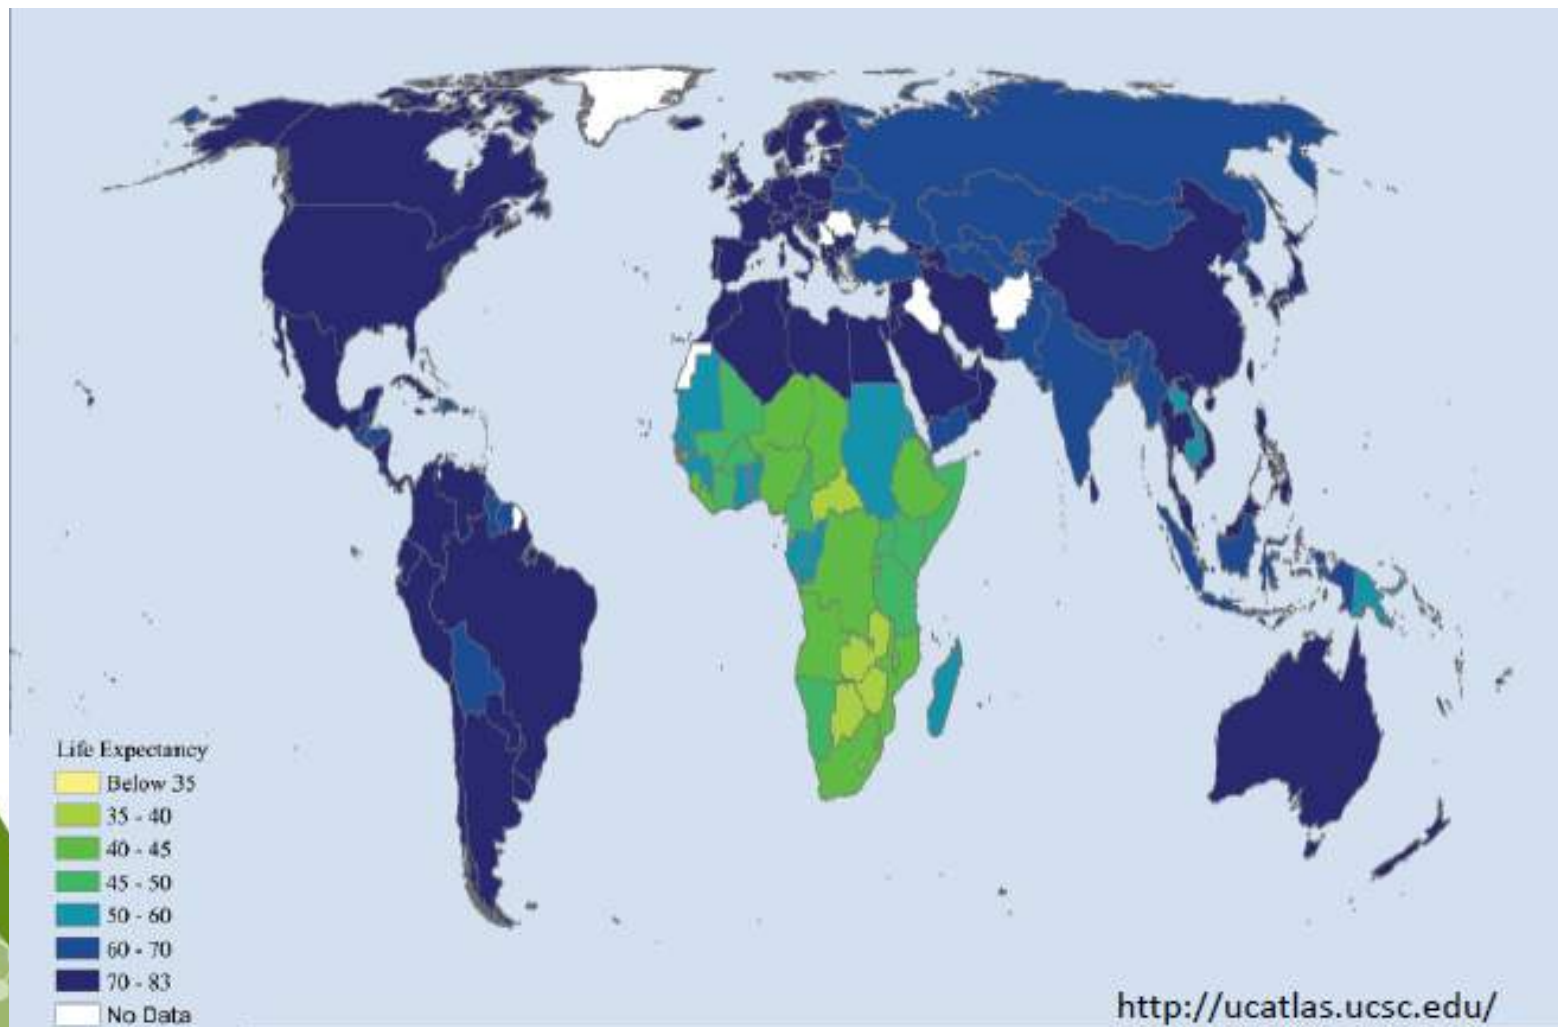 Life Expectancy
Below 35
35 - 40
40 - 45
45 - 50
50 - 60
60 - 70
70 - 83
No Data
http://ucatlas.ucsc.edu/